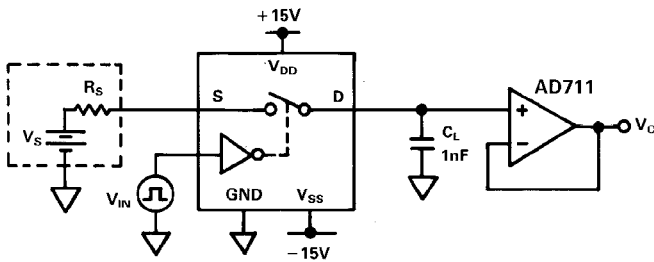 +15V
VDD
RS
S
D
AD711
VS
+
VO
CL
1nF
−
VIN
GND
VSS
−15V